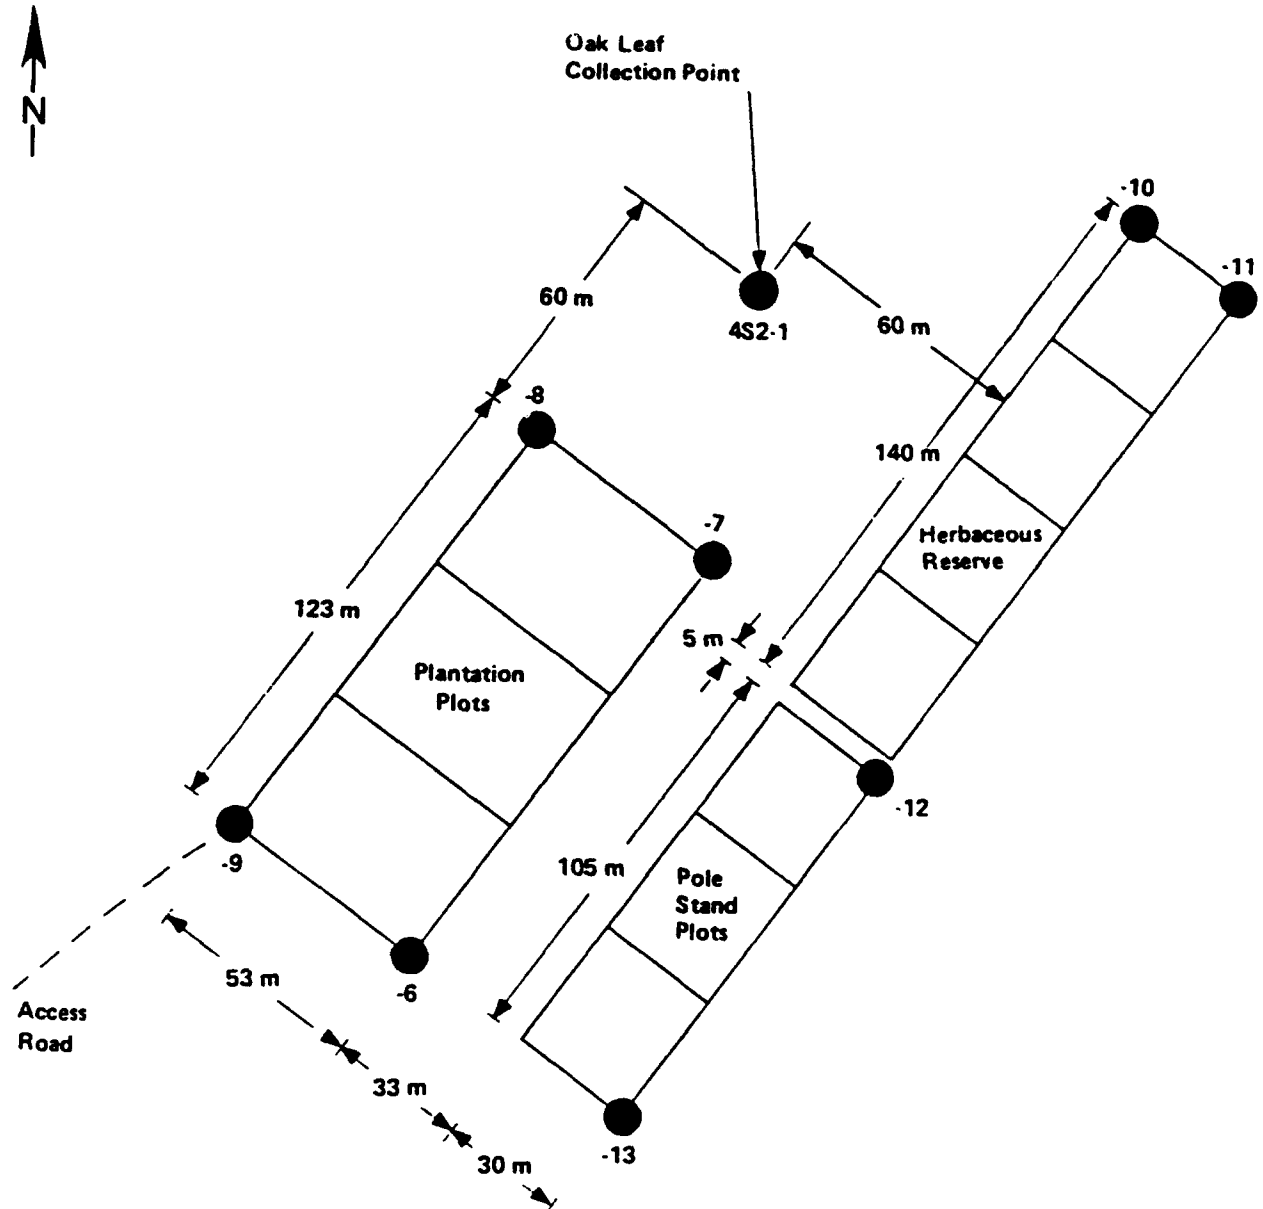 N
Oak Leaf
Collection Point
-10
-11
60 m
4S2-1
60 m
-8
140 m
-7
Herbaceous
Reserve
123 m
5 m
Plantation
Plots
-12
-9
105 m
Pole
Stand
Plots
53 m
-6
Access
Road
33 m
-13
30 m